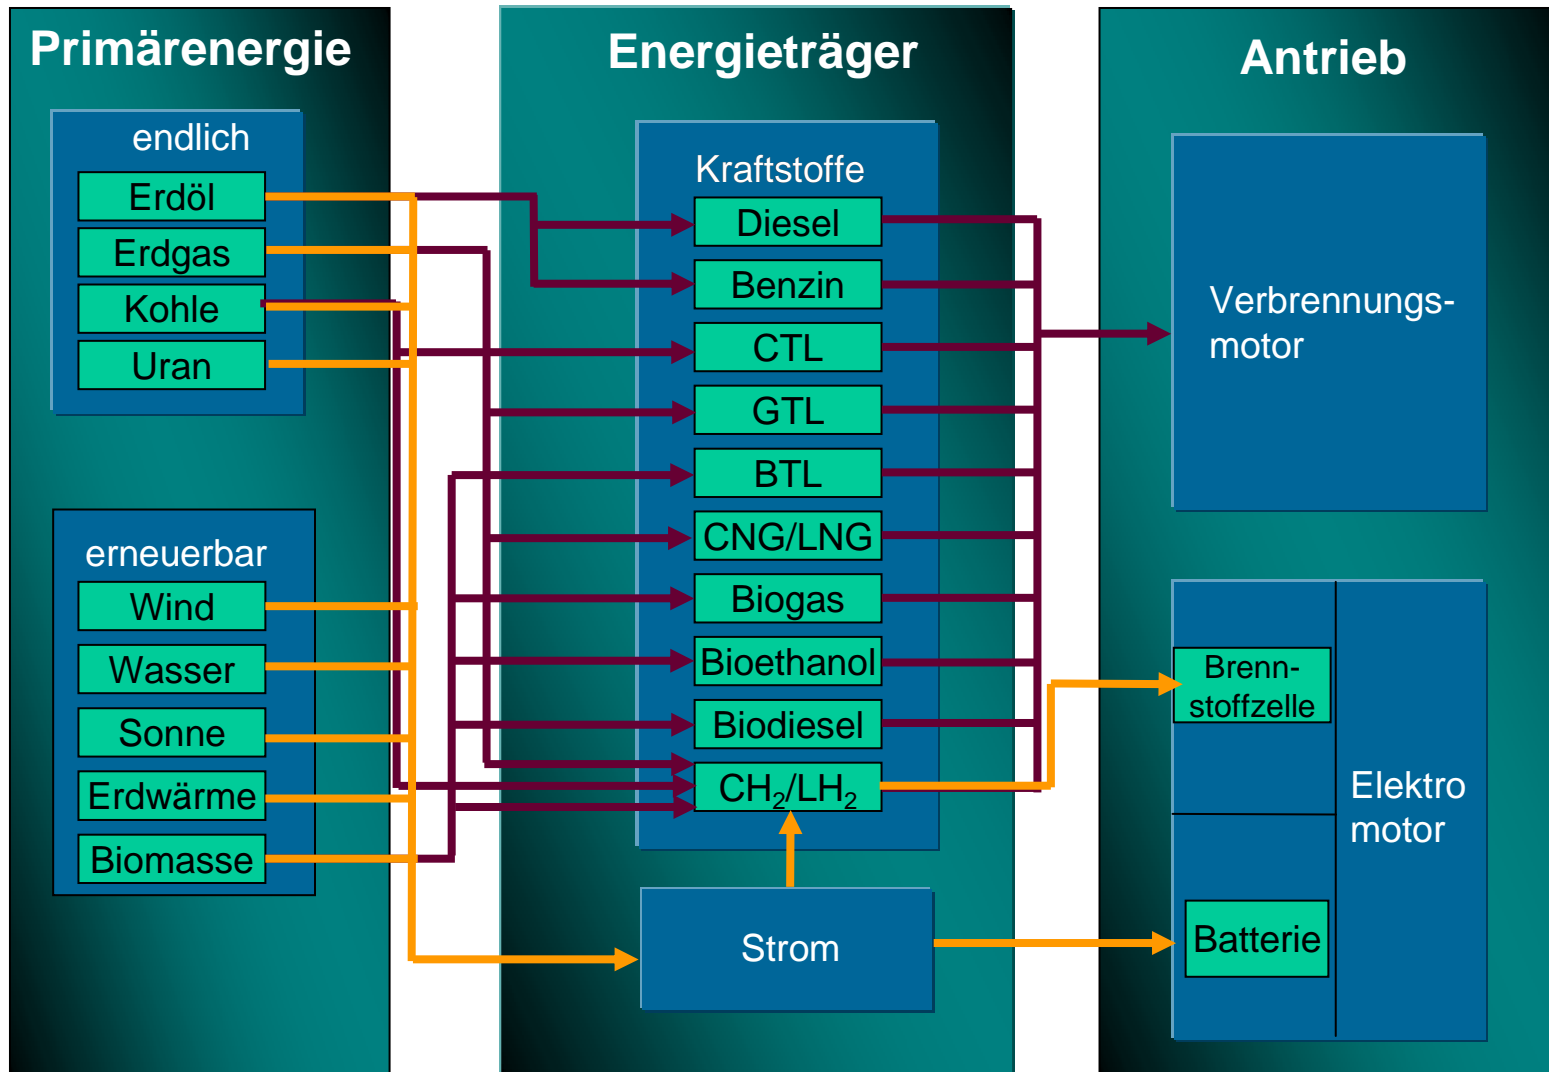 Primärenergie
endlich
Erdöl
Erdgas
Kohle
Uran
erneuerbar
Wind
Wasser
Sonne
Erdwärme
Biomasse
Energieträger
Kraftstoffe
Diesel
Benzin
CTL
GTL
BTL
CNG/LNG
Biogas
Bioethanol
Biodiesel
CH₂/LH₂
Strom
Antrieb
Verbrennungs-
motor
Brenn-
stoffzelle
Batterie
Elektro
motor